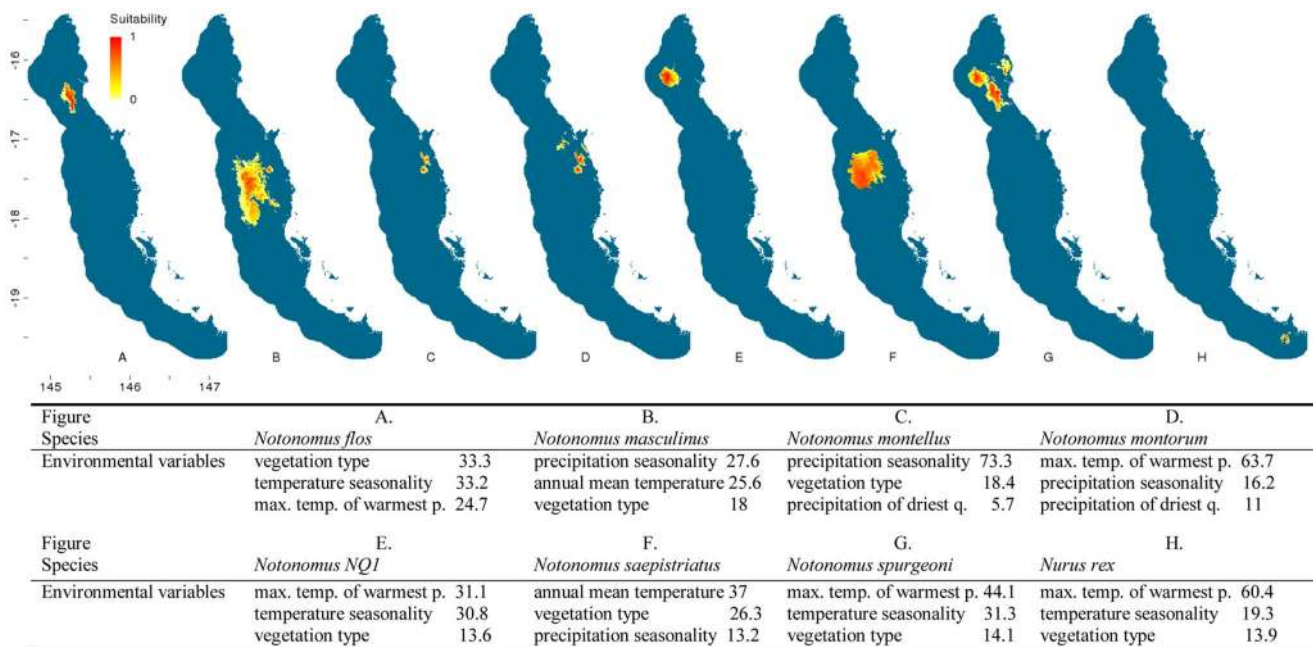 Suitability
1
0
-16
-17
-18
-19
A B C D E F G H
145 146 147
Figure A. B. C. D.
Species Notonomus flos Notonomus masculinus Notonomus montellus Notonomus montorum
Environmental variables vegetation type 33.3 precipitation seasonality 27.6 precipitation seasonality 73.3 max. temp. of warmest p. 63.7
temperature seasonality 33.2 annual mean temperature 25.6 vegetation type 18.4 precipitation seasonality 16.2
max. temp. of warmest p. 24.7 vegetation type 18 precipitation of driest q. 5.7 precipitation of driest q. 11
Figure E. F. G. H.
Species Notonomus NQ1 Notonomus saepistriatus Notonomus spurgeoni Nurus rex
Environmental variables max. temp. of warmest p. 31.1 annual mean temperature 37 max. temp. of warmest p. 44.1 max. temp. of warmest p. 60.4
temperature seasonality 30.8 vegetation type 26.3 temperature seasonality 31.3 temperature seasonality 19.3
vegetation type 13.6 precipitation seasonality 13.2 vegetation type 14.1 vegetation type 13.9